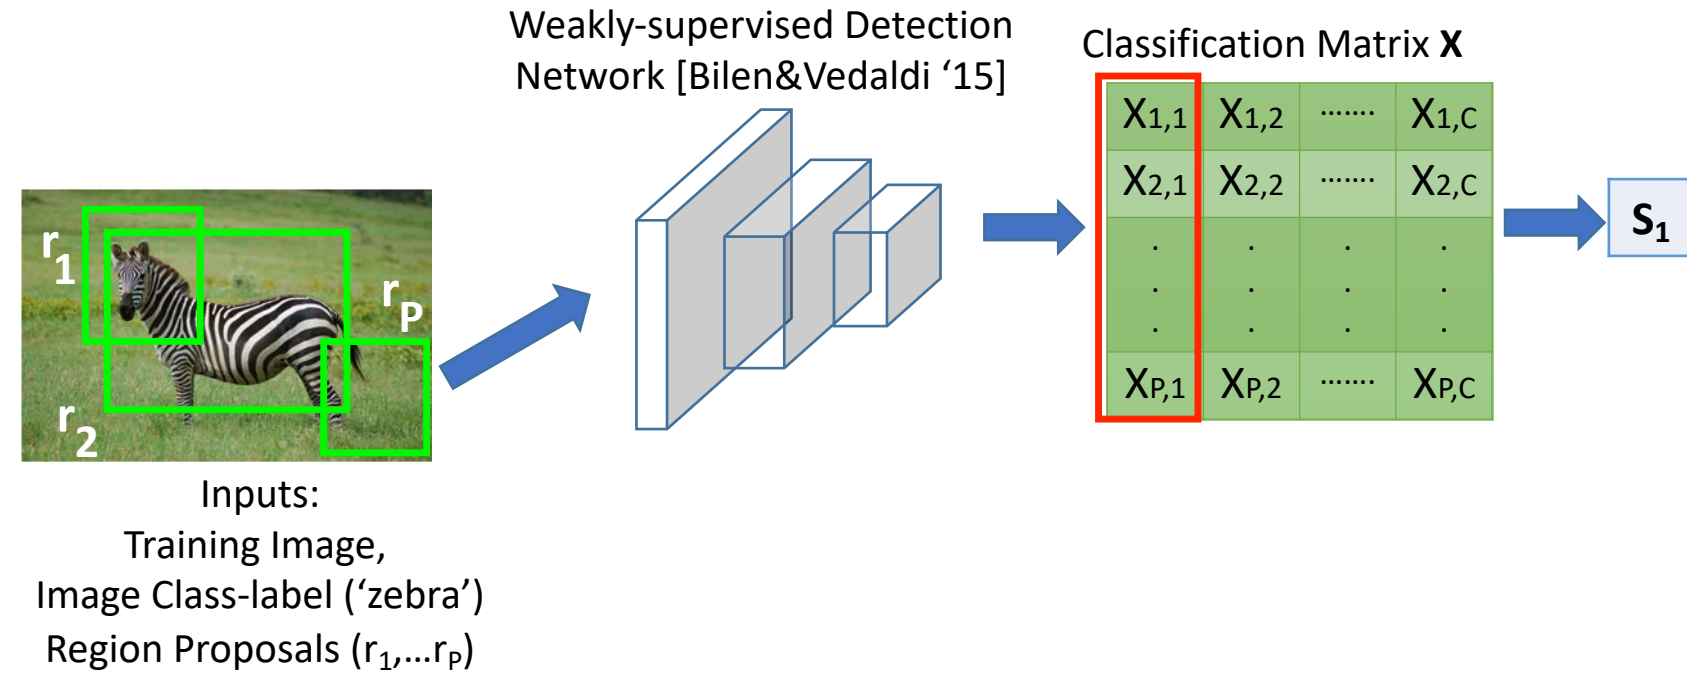 Weakly-supervised Detection
Network [Bilen&Vedaldi ‘15]
Classification Matrix X
X1,1 X1,2 ....... X1,C
X2,1 X2,2 ....... X2,C
. . . .
. . . .
. . . .
XP,1 XP,2 ....... XP,C
S1
r1
rP
r2
Inputs:
Training Image,
Image Class-label (‘zebra’)
Region Proposals (r1,…rP)